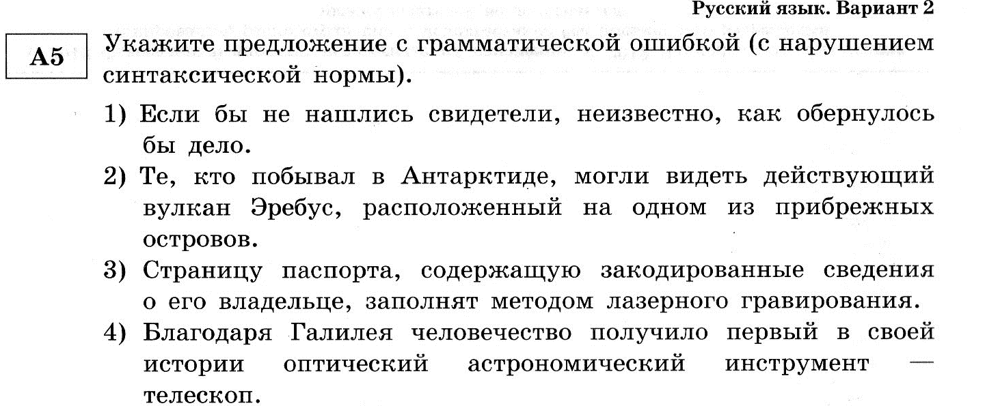 Русский язык. Вариант 2
А5
Укажите предложение с грамматической ошибкой (с нарушением
синтаксической нормы).
1) Если бы не нашлись свидетели, неизвестно, как обернулось
бы дело.
2) Те, кто побывал в Антарктиде, могли видеть действующий
вулкан Эребус, расположенный на одном из прибрежных
островов.
3) Страницу паспорта, содержащую закодированные сведения
о его владельце, заполнят методом лазерного гравирования.
4) Благодаря Галилея человечество получило первый в своей
истории оптический астрономический инструмент —
телескоп.